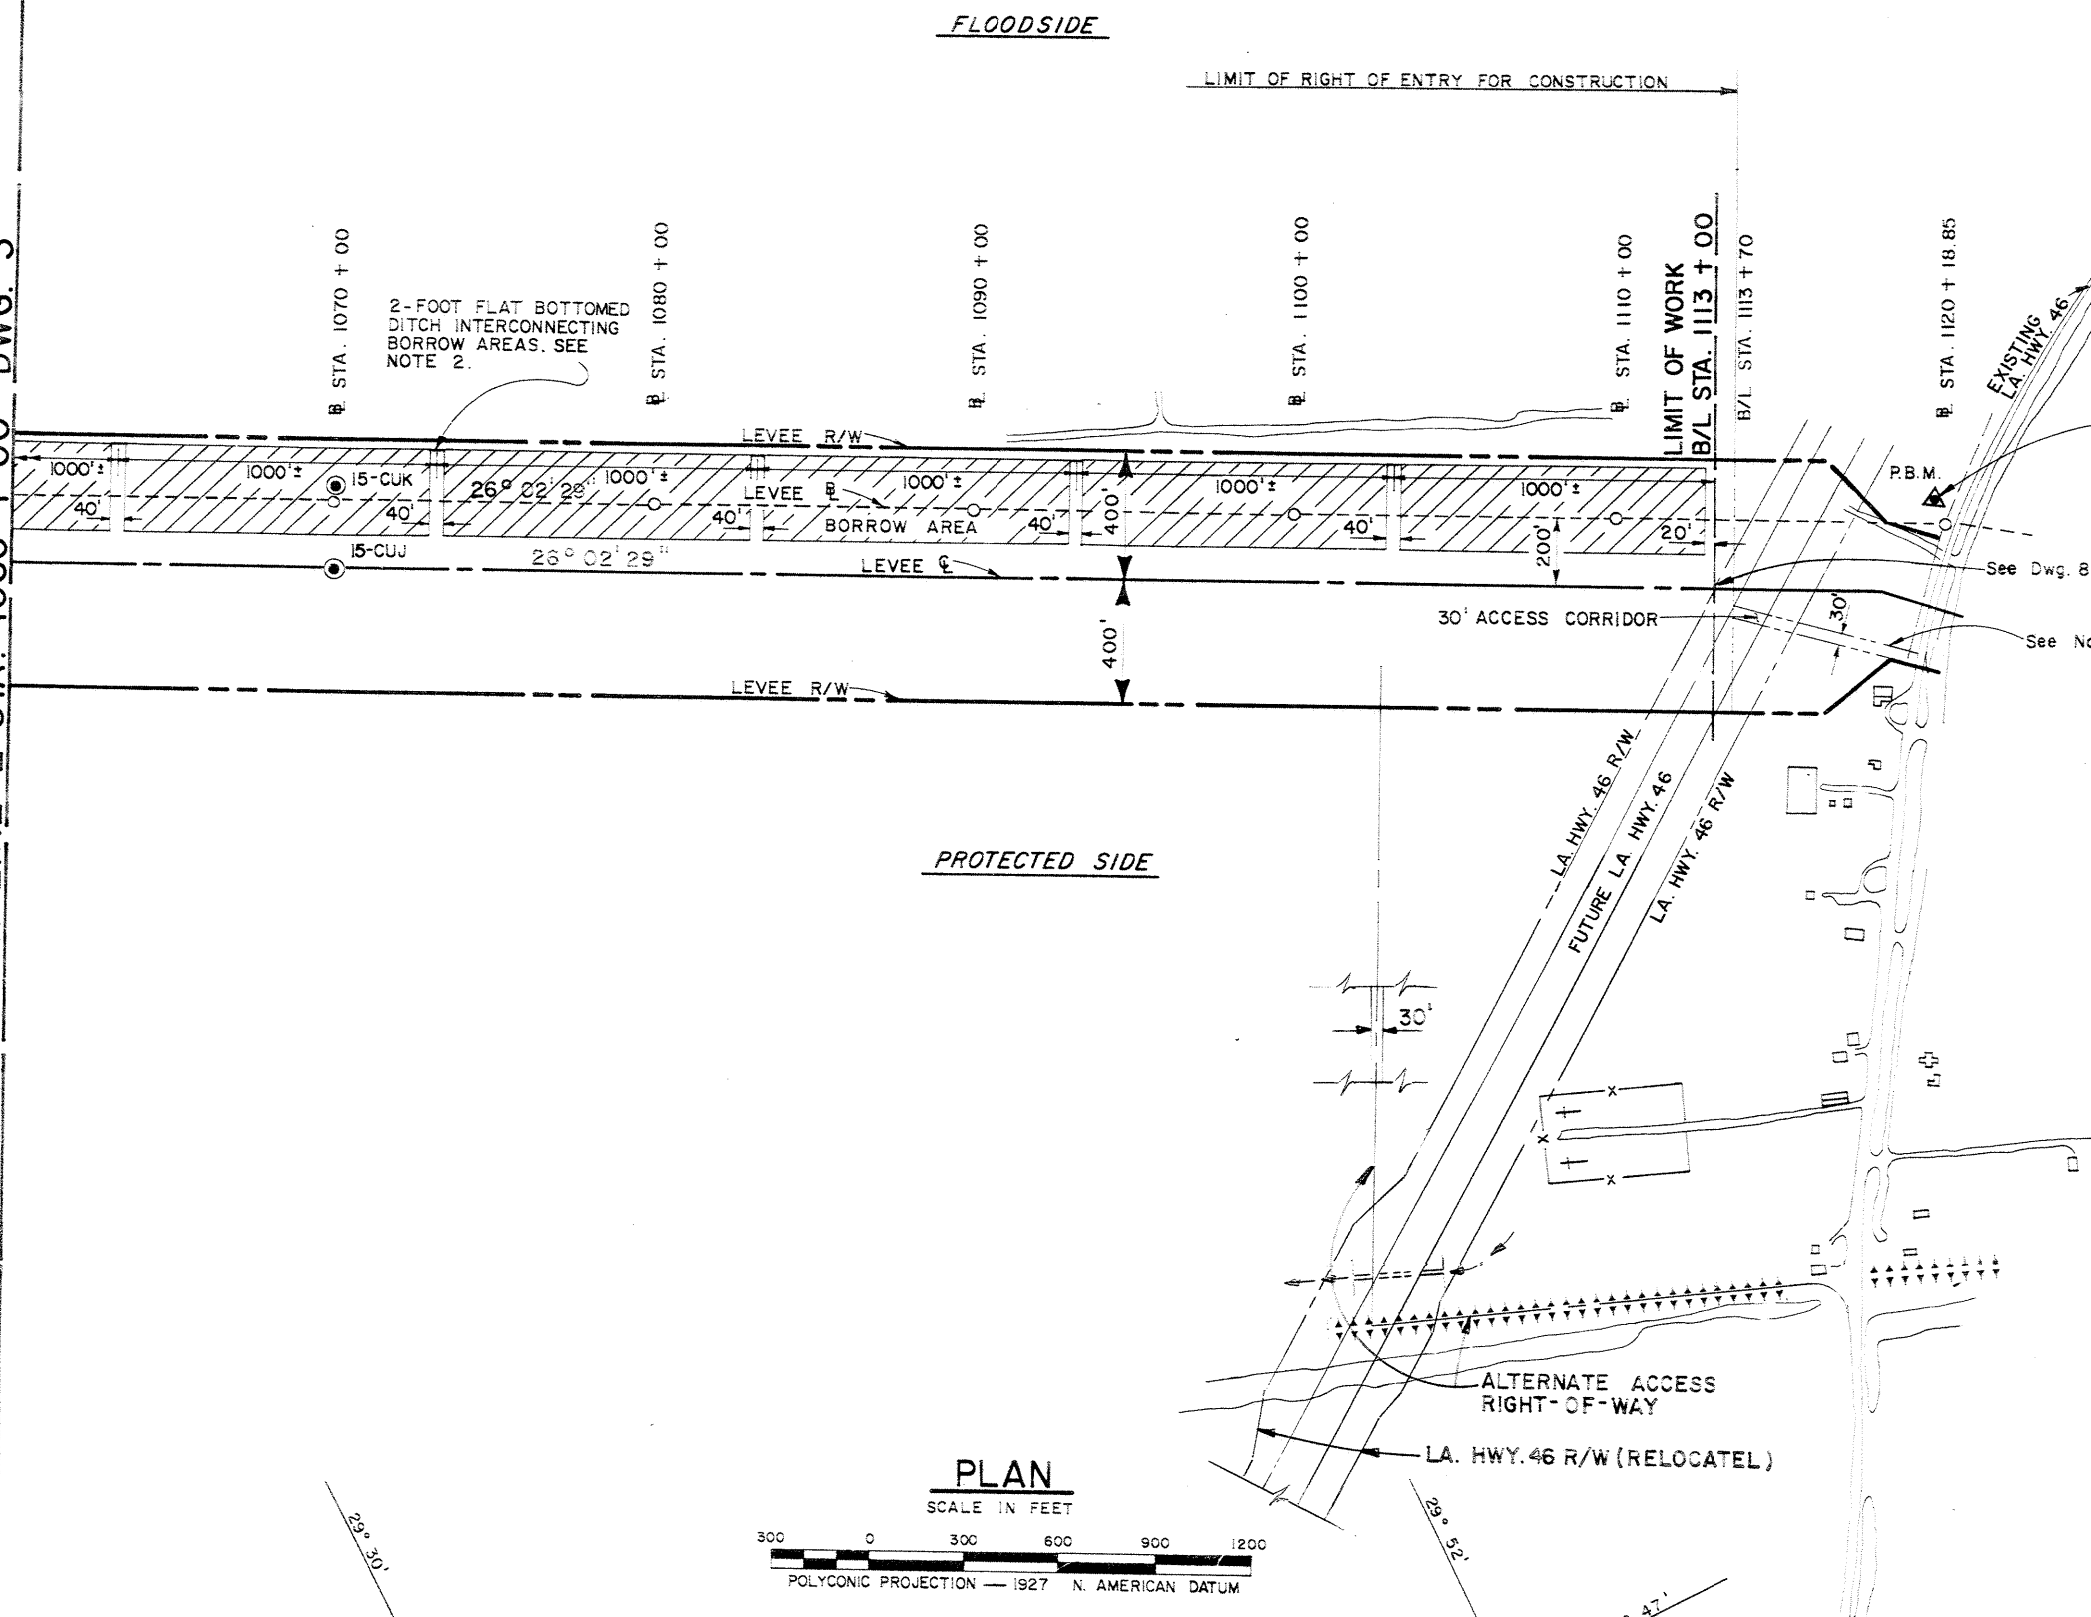 FLOODSIDE
LIMIT OF RIGHT OF ENTRY FOR CONSTRUCTION
DWG. 3
STA. 1070 + 00
2-FOOT FLAT BOTTOMED
DITCH INTERCONNECTING
BORROW AREAS. SEE
NOTE 2.
STA. 1080 + 00
STA. 1090 + 00
STA. 1100 + 00
STA. 1110 + 00
LIMIT OF WORK
B/L STA. 1113 + 00
B/L STA. 1113 + 70
STA. 1120 + 18.85
EXISTING
LA. HWY. 46
LEVEE R/W
1000'±
1000'±
15-CUK
26° 02' 29"
1000'±
LEVEE
1000'±
1000'±
1000'±
P.B.M.
40'
40'
40'
BORROW AREA
40'
400'
40'
200'
20'
15-CUJ
26° 02' 29"
LEVEE ℄
See Dwg. 8
30' ACCESS CORRIDOR
30'
See
400'
LEVEE R/W
LA. HWY. 46 R/W
FUTURE LA. HWY. 46
LA. HWY. 46 R/W
PROTECTED SIDE
30'
ALTERNATE ACCESS
RIGHT-OF-WAY
LA. HWY. 46 R/W (RELOCATEL)
PLAN
SCALE IN FEET
300 0 300 600 900 1200
POLYCONIC PROJECTION — 1927 N. AMERICAN DATUM
29° 30'
29° 52'
47'